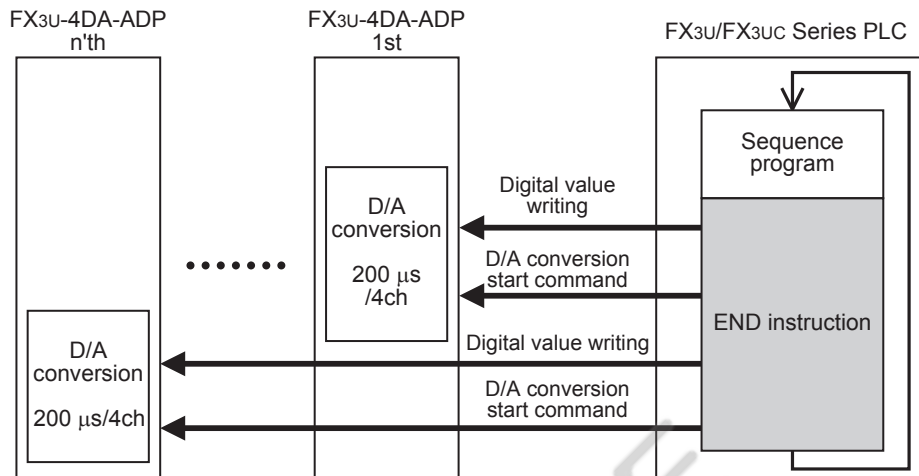 FX3U-4DA-ADP
n'th
FX3U-4DA-ADP
1st
FX3U/FX3UC Series PLC
Sequence
program
Digital value
writing
D/A
conversion
200 μs
/4ch
D/A conversion
start command
END instruction
Digital value writing
D/A
conversion
200 μs/4ch
D/A conversion
start command